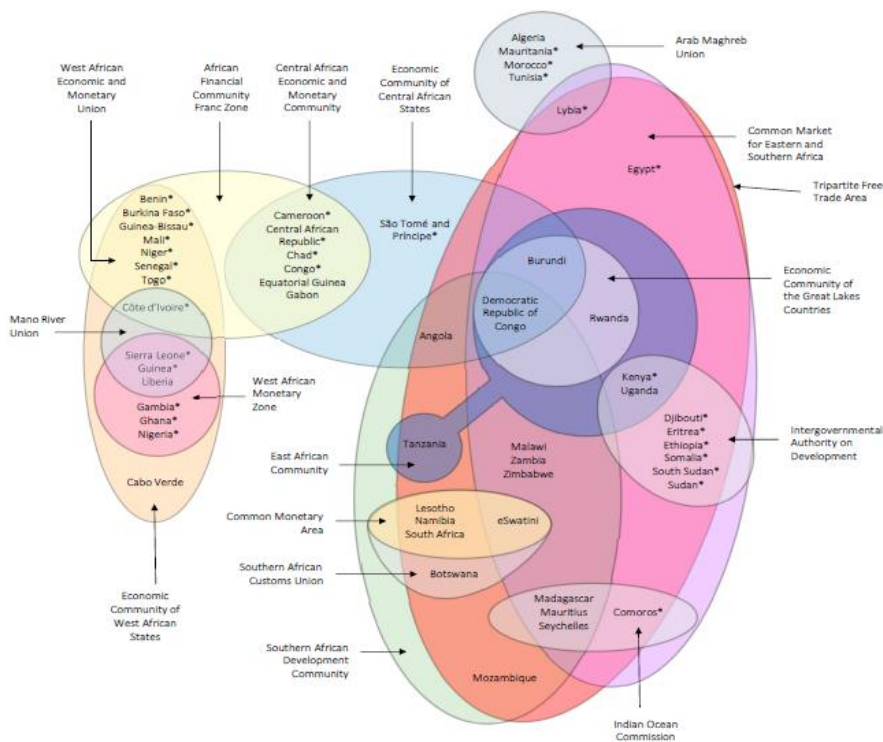 West African
Economic and
Monetary
Union
African
Financial
Community
Franc Zone
Central African
Economic and
Monetary
Community
Economic
Community of
Central African
States
Algeria
Mauritania*
Morocco*
Tunisia*
Lybia*
Arab Maghreb
Union
Common Market
for Eastern and
Southern Africa
Egypt*
Tripartite Free
Trade Area
Benin*
Burkina Faso*
Guinea-Bissau*
Mali*
Niger*
Senegal*
Togo*
Cameroon*
Central African
Republic*
Chad*
Congo*
Equatorial Guinea
Gabon
São Tomé and
Príncipe*
Burundi
Economic
Community of
the Great Lakes
Countries
Democratic
Republic of
Congo
Rwanda
Mano River
Union
Côte d'Ivoire*
Angola
Sierra Leone*
Guinea*
Liberia
West African
Monetary
Zone
Kenya*
Uganda
Gambia*
Ghana*
Nigeria*
Djibouti*
Eritrea*
Ethiopia*
Somalia*
South Sudan*
Sudan*
Intergovernmental
Authority on
Development
Tanzania
East African
Community
Malawi
Zambia
Zimbabwe
Cabo Verde
Common Monetary
Area
Lesotho
Namibia
South Africa
eSwatini
Southern African
Customs Union
Botswana
Economic
Community of
West African
States
Madagascar
Mauritius
Seychelles
Comoros*
Southern African
Development
Community
Mozambique
Indian Ocean
Commission